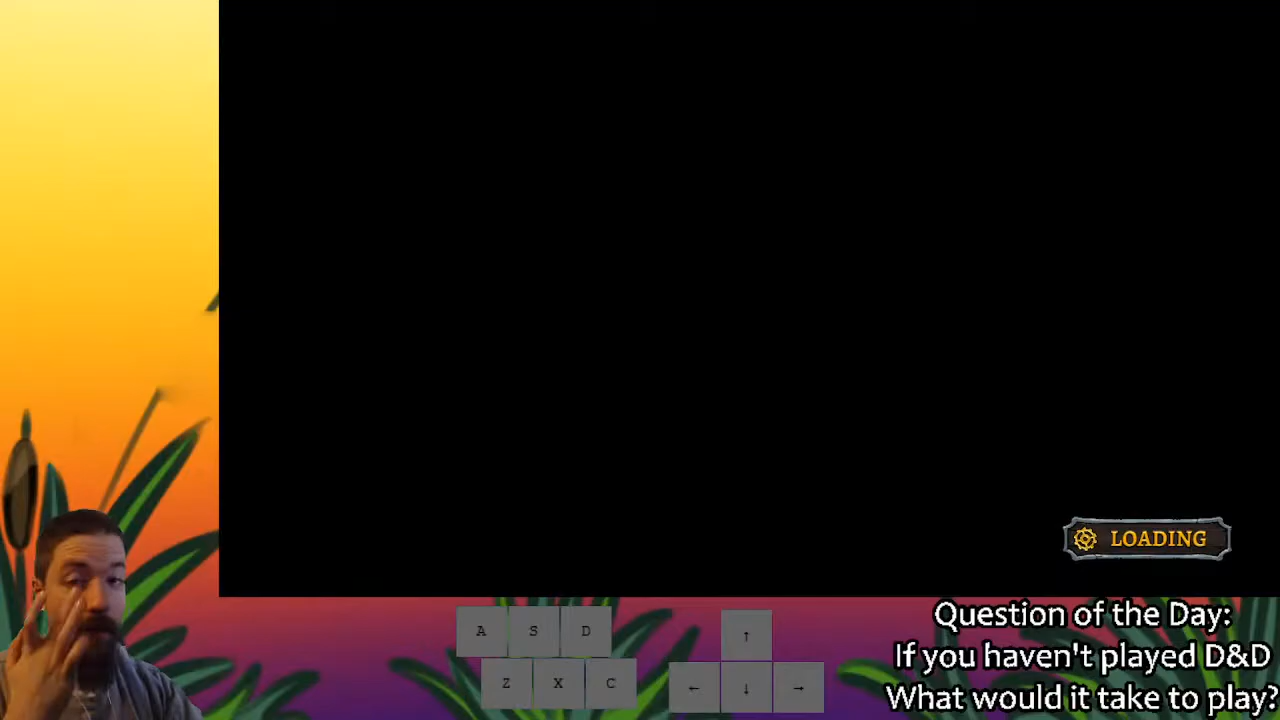 LOADING
Question of the Day:
If you haven't played D&D
What would it take to play?
A S D
↑
Z X C
← ↓ →